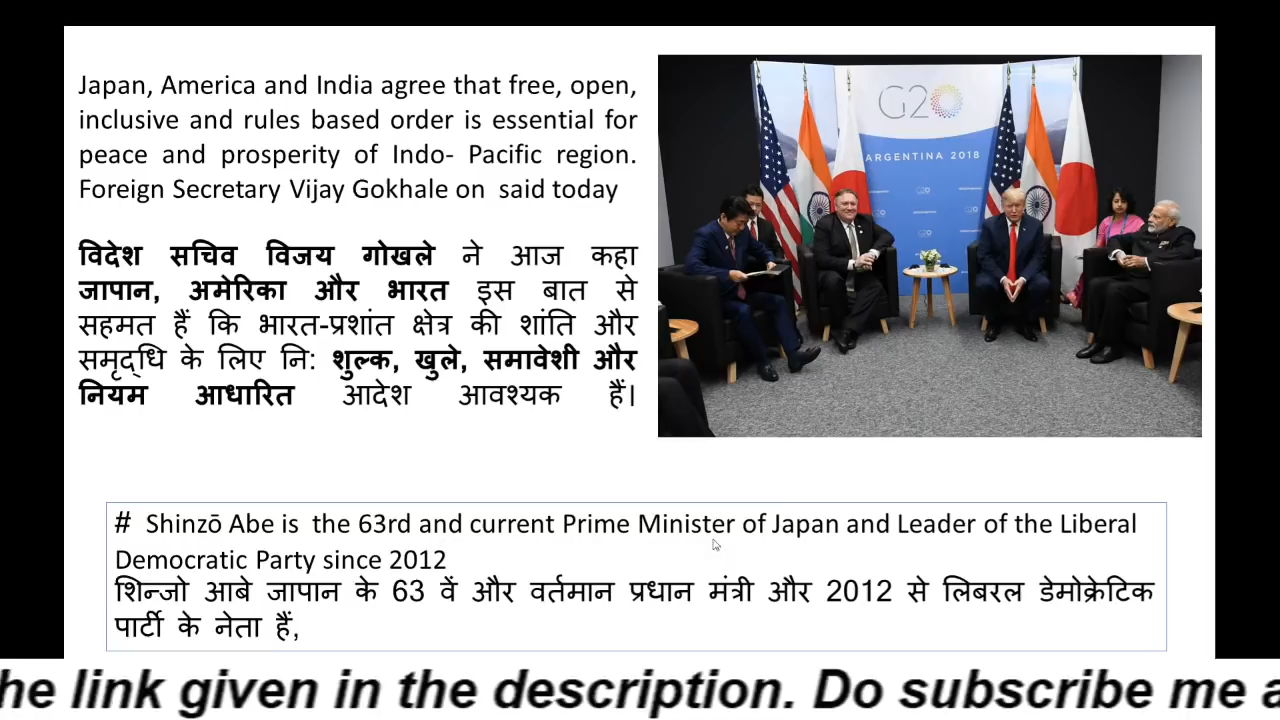 Japan, America and India agree that free, open,
inclusive and rules based order is essential for
peace and prosperity of Indo- Pacific region.
Foreign Secretary Vijay Gokhale on said today
विदेश सचिव विजय गोखले ने आज कहा
जापान, अमेरिका और भारत इस बात से
सहमत हैं कि भारत-प्रशांत क्षेत्र की शांति और
समृद्धि के लिए नि: शुल्क, खुले, समावेशी और
नियम आधारित आदेश आवश्यक हैं।
G20
ARGENTINA 2018
# Shinzō Abe is the 63rd and current Prime Minister of Japan and Leader of the Liberal
Democratic Party since 2012
शिन्जो आबे जापान के 63 वें और वर्तमान प्रधान मंत्री और 2012 से लिबरल डेमोक्रेटिक
पार्टी के नेता हैं,
he link given in the description. Do subscribe me a